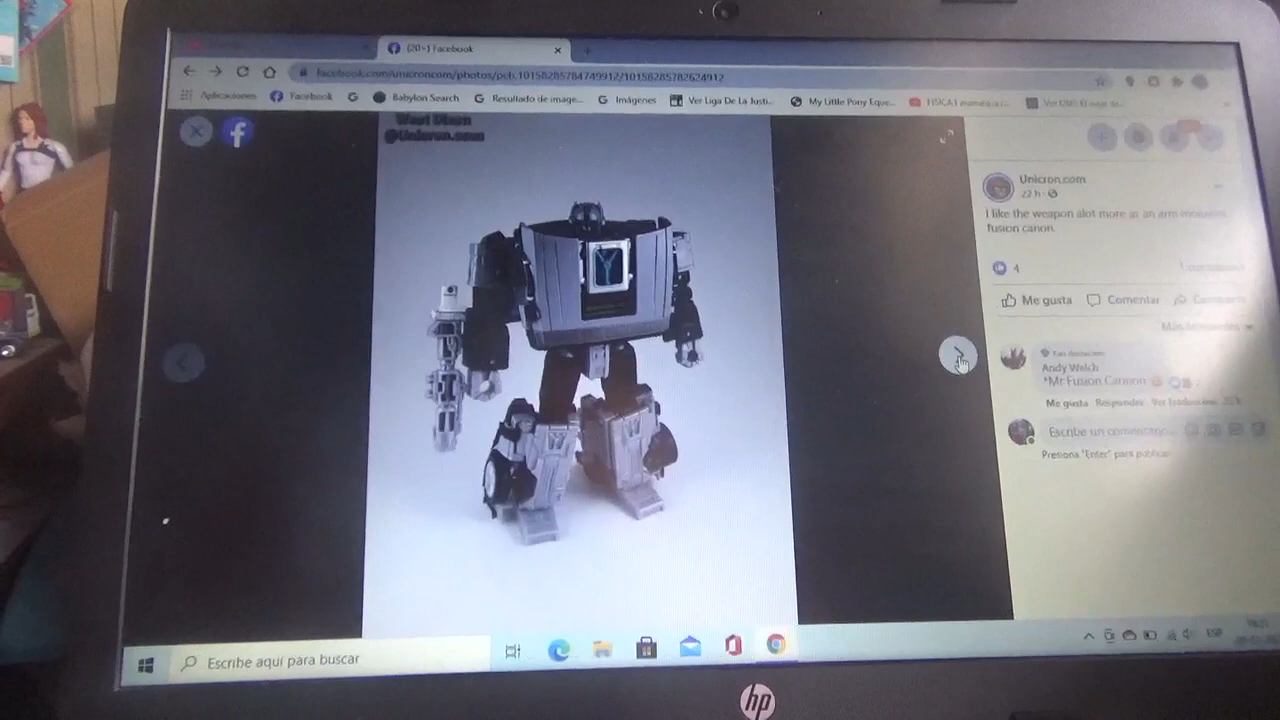 (20+) Facebook
facebook.com/unicroncom/photos/pcb.10158285784749912/10158285782624912
Aplicaciones Facebook Babylon Search Resultado de image... Imágenes Ver Liga De La Justi... My Little Pony Eque...
@Unicron.com
Unicron.com
22 h
I like the weapon alot more as an arm mounted
fusion canon.
4
Me gusta Comentar
Andy Welch
*Mr Fusion Cannon
Me gusta Responder
Escribe un comentario...
Presiona "Enter" para publicar
Escribe aquí para buscar
ESP
hp